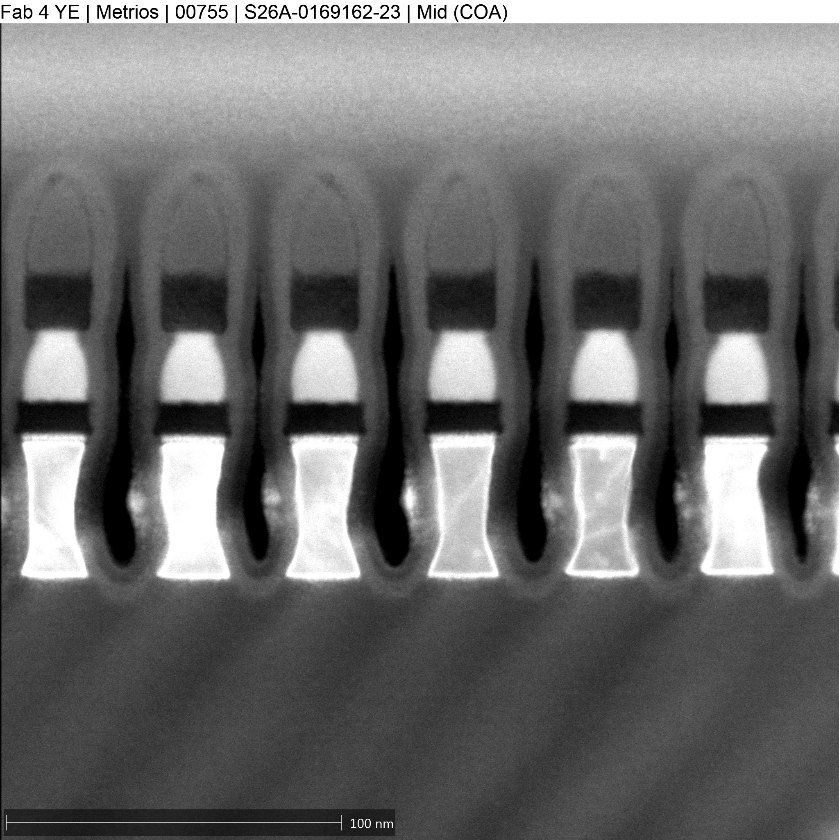 Fab 4 YE | Metrios | 00755 | S26A-0169162-23 | Mid (COA)
100 nm